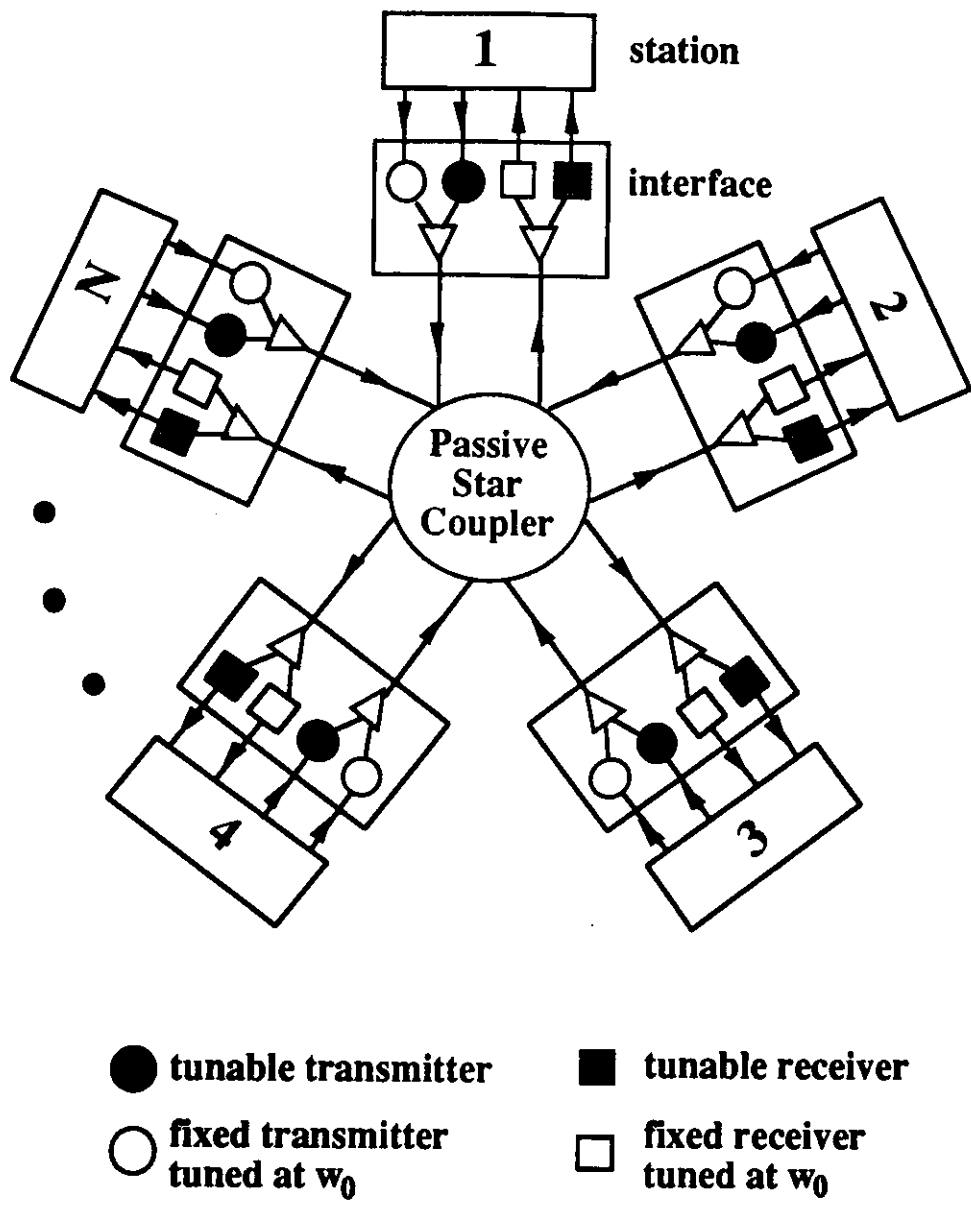 1 station
interface
N
2
Passive
Star
Coupler
4
3
tunable transmitter
tunable receiver
fixed transmitter
tuned at w₀
fixed receiver
tuned at w₀